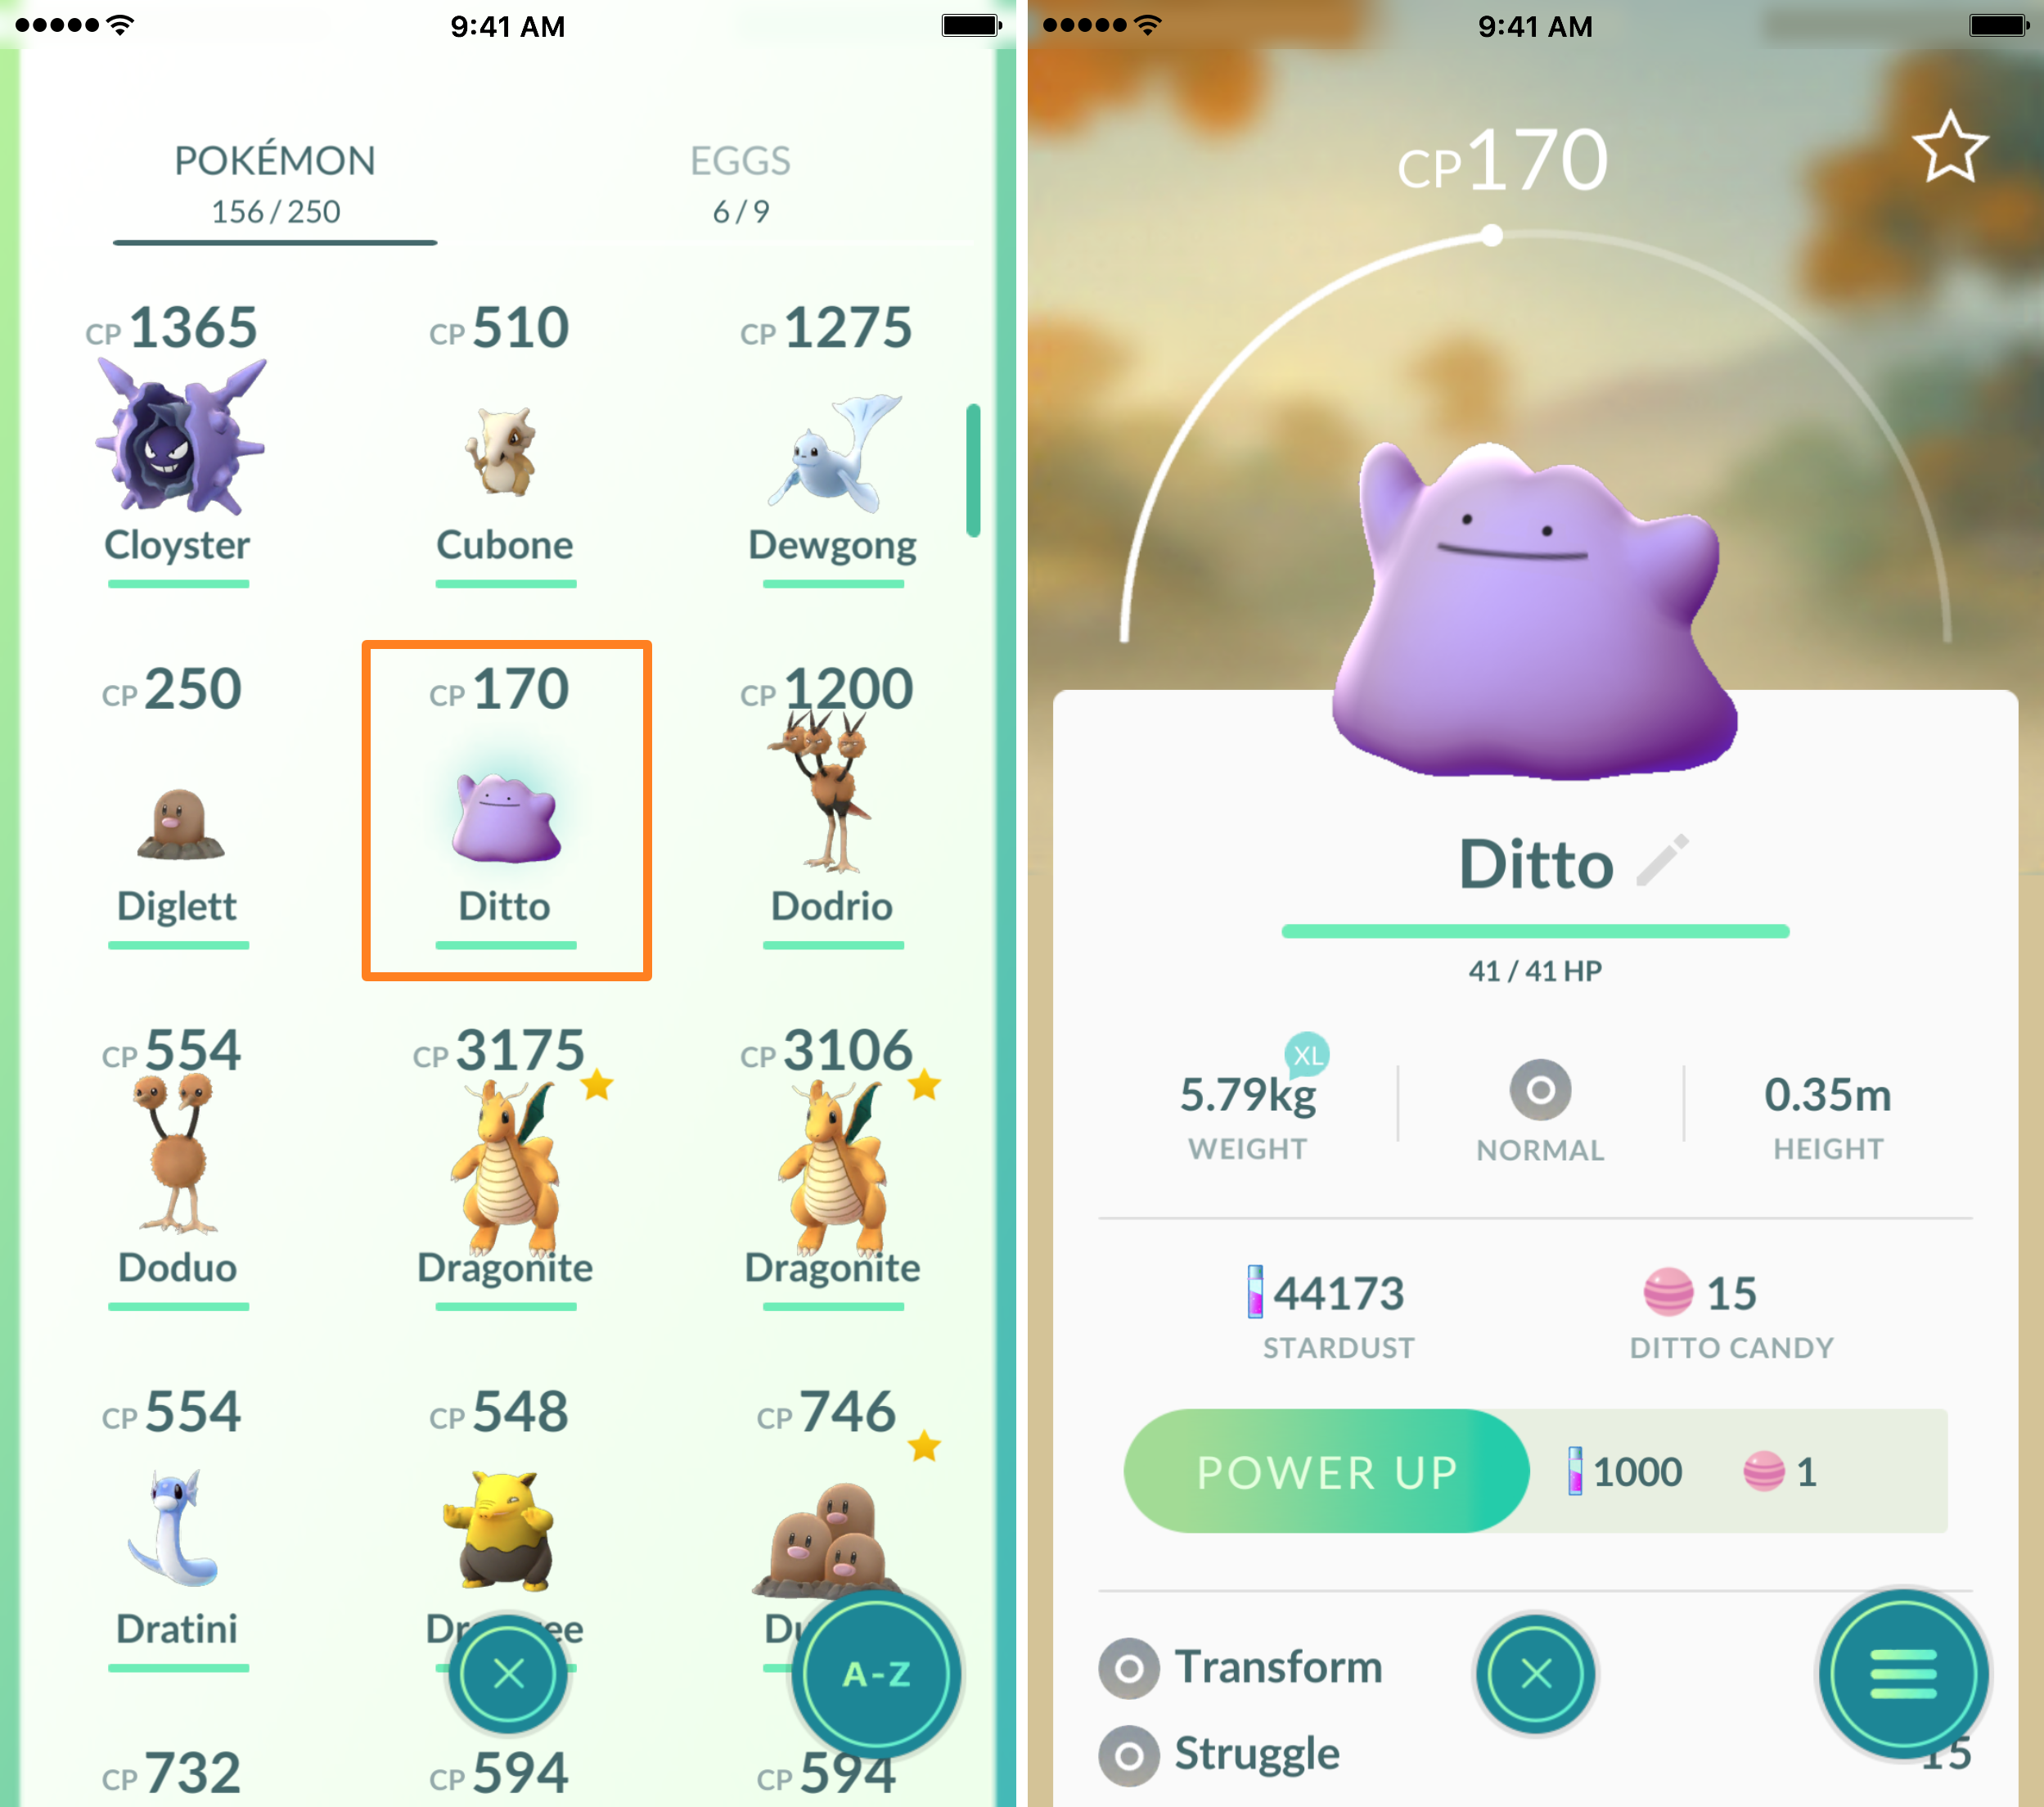 9:41 AM
POKÉMON EGGS
156 / 250 6 / 9
CP 1365 CP 510 CP 1275
Cloyster Cubone Dewgong
CP 250 CP 170 CP 1200
Diglett Ditto Dodrio
CP 554 CP 3175 CP 3106
Doduo Dragonite Dragonite
CP 554 CP 548 CP 746
Dratini
A-Z
CP 732 CP 594 CP 594
9:41 AM
CP 170
Ditto
41 / 41 HP
XL
5.79kg 0.35m
WEIGHT NORMAL HEIGHT
44173 15
STARDUST DITTO CANDY
POWER UP 1000 1
Transform
Struggle 15